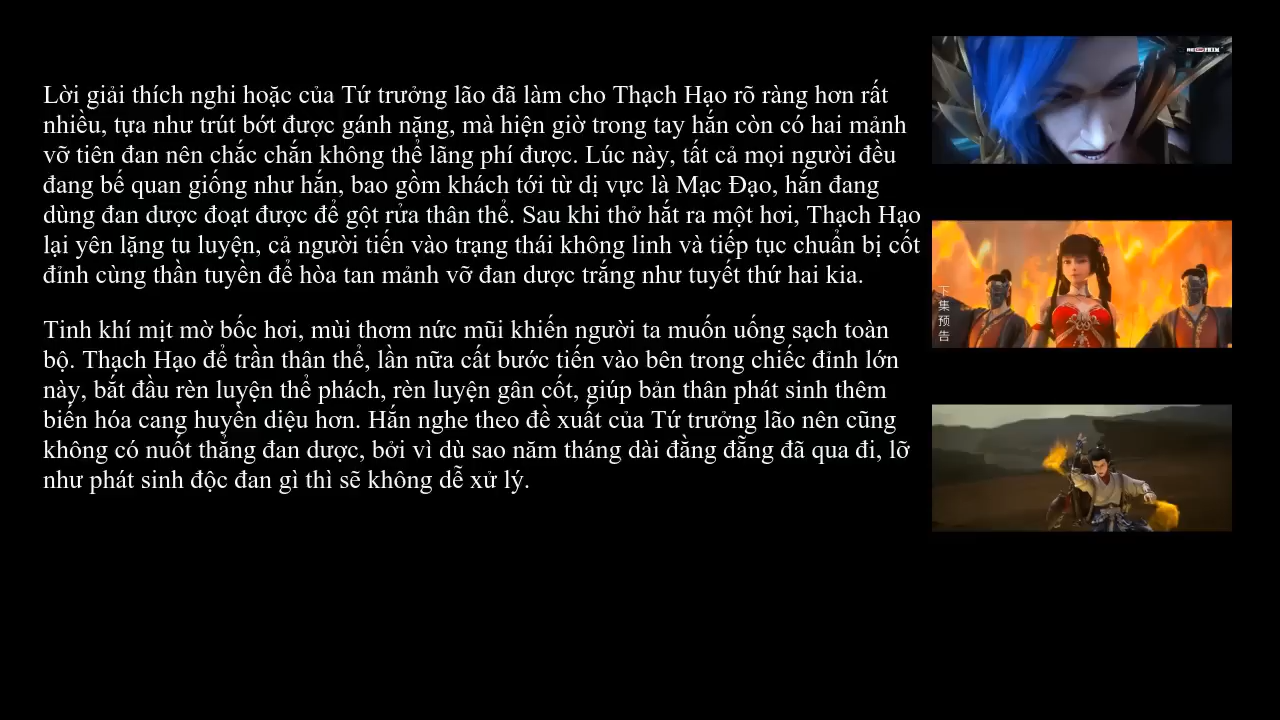 Lời giải thích nghi hoặc của Tứ trưởng lão đã làm cho Thạch Hạo rõ ràng hơn rất
nhiều, tựa như trút bớt được gánh nặng, mà hiện giờ trong tay hắn còn có hai mảnh
vỡ tiên đan nên chắc chắn không thể lãng phí được. Lúc này, tất cả mọi người đều
đang bế quan giống như hắn, bao gồm khách tới từ dị vực là Mạc Đạo, hắn đang
dùng đan dược đoạt được để gột rửa thân thể. Sau khi thở hắt ra một hơi, Thạch Hạo
lại yên lặng tu luyện, cả người tiến vào trạng thái không linh và tiếp tục chuẩn bị cốt
đỉnh cùng thần tuyền để hòa tan mảnh vỡ đan dược trắng như tuyết thứ hai kia.
Tinh khí mịt mờ bốc hơi, mùi thơm nức mũi khiến người ta muốn uống sạch toàn
bộ. Thạch Hạo để trần thân thể, lần nữa cất bước tiến vào bên trong chiếc đỉnh lớn
này, bắt đầu rèn luyện thể phách, rèn luyện gân cốt, giúp bản thân phát sinh thêm
biến hóa càng huyền diệu hơn. Hắn nghe theo đề xuất của Tứ trưởng lão nên cũng
không có nuốt thẳng đan dược, bởi vì dù sao năm tháng dài đằng đẵng đã qua đi, lỡ
như phát sinh độc đan gì thì sẽ không dễ xử lý.
下集预告